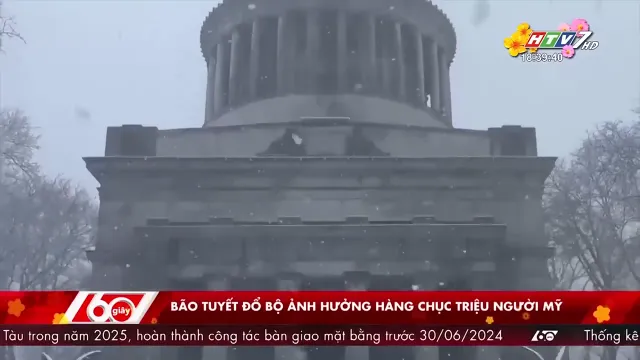 HTV7 HD
18:39:40
60 giây
BÃO TUYẾT ĐỔ BỘ ẢNH HƯỞNG HÀNG CHỤC TRIỆU NGƯỜI MỸ
Tàu trong năm 2025, hoàn thành công tác bàn giao mặt bằng trước 30/06/2024 60 Thống kê